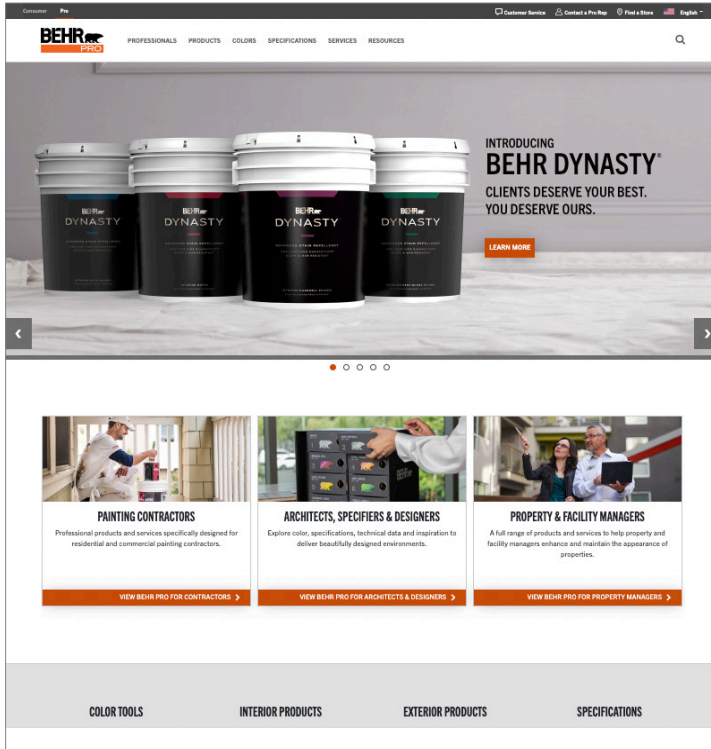 Consumer Pro Customer Service Contact a Pro Rep Find a Store English
BEHR
PRO
PROFESSIONALS PRODUCTS COLORS SPECIFICATIONS SERVICES RESOURCES
INTRODUCING
BEHR DYNASTY®
CLIENTS DESERVE YOUR BEST.
YOU DESERVE OURS.
LEARN MORE
BEHR BEHR BEHR BEHR
DYNASTY DYNASTY DYNASTY DYNASTY
ADVANCED STAIN REPELLENCY
PAINTING CONTRACTORS
Professional products and services specifically designed for
residential and commercial painting contractors.
VIEW BEHR PRO FOR CONTRACTORS
ARCHITECTS, SPECIFIERS & DESIGNERS
Explore color, specifications, technical data and inspiration to
deliver beautifully designed environments.
VIEW BEHR PRO FOR ARCHITECTS & DESIGNERS
PROPERTY & FACILITY MANAGERS
A full range of products and services to help property and
facility managers enhance and maintain the appearance of
properties.
VIEW BEHR PRO FOR PROPERTY MANAGERS
COLOR TOOLS INTERIOR PRODUCTS EXTERIOR PRODUCTS SPECIFICATIONS